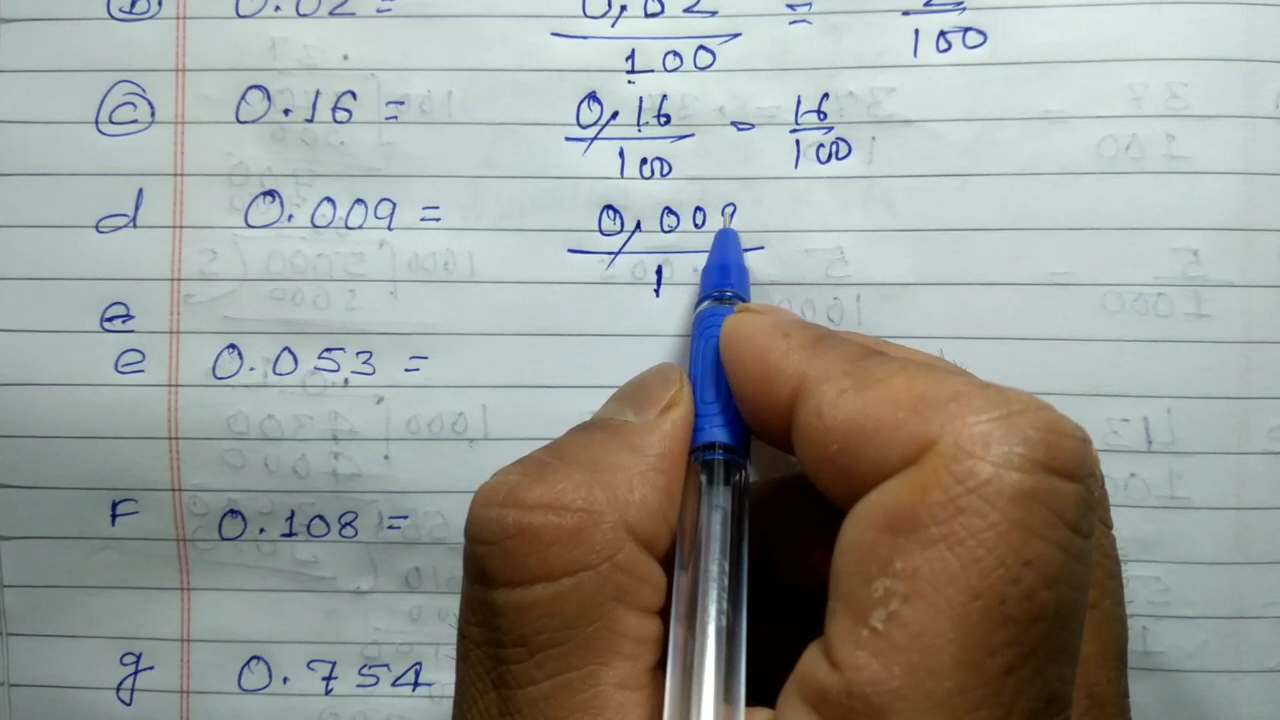 (b) 0.02 = 0.02/100 = 2/100
(c) 0.16 = 0.16/100 = 16/100
d 0.009 = 0.009/1
e
e 0.053 =
F 0.108 =
g 0.754